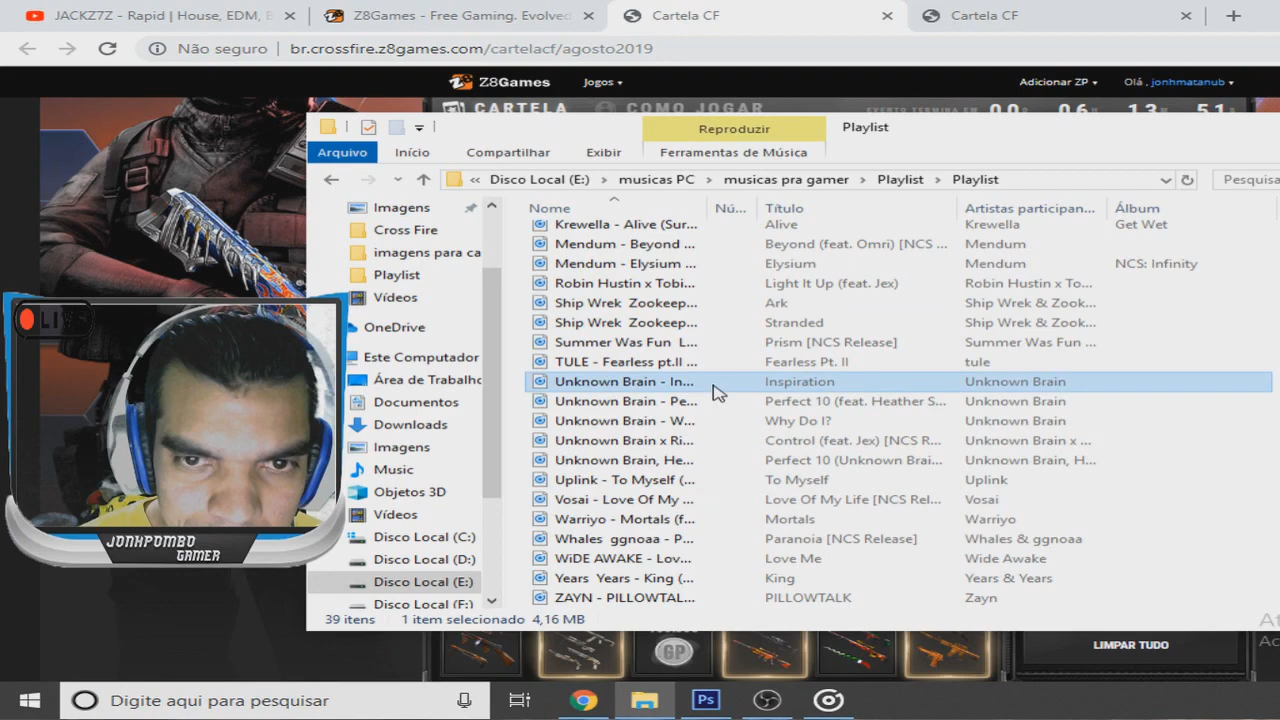 JACKZ7Z - Rapid | House, EDM, B
Z8Games - Free Gaming. Evolved
Cartela CF
Cartela CF
Não seguro
br.crossfire.z8games.com/cartelacf/agosto2019
Z8Games
Jogos
Adicionar ZP
Olá , jonhmatanub
CARTELA
COMO JOGAR
EVENTO TERMINA EM
Reproduzir
Playlist
Arquivo
Início
Compartilhar
Exibir
Ferramentas de Música
« Disco Local (E:) > musicas PC > musicas pra gamer > Playlist > Playlist
Pesquisa
Imagens
Cross Fire
imagens para ca
Playlist
Vídeos
OneDrive
Este Computador
Área de Trabalho
Documentos
Downloads
Imagens
Music
Objetos 3D
Vídeos
Disco Local (C:)
Disco Local (D:)
Disco Local (E:)
Disco Local (F:)
Nome Nú... Título Artistas participan... Álbum
Krewella - Alive (Sur... Alive Krewella Get Wet
Mendum - Beyond ... Beyond (feat. Omri) [NCS ... Mendum
Mendum - Elysium ... Elysium Mendum NCS: Infinity
Robin Hustin x Tobi... Light It Up (feat. Jex) Robin Hustin x To...
Ship Wrek Zookeep... Ark Ship Wrek & Zook...
Ship Wrek Zookeep... Stranded Ship Wrek & Zook...
Summer Was Fun L... Prism [NCS Release] Summer Was Fun ...
TULE - Fearless pt.II ... Fearless Pt. II tule
Unknown Brain - In... Inspiration Unknown Brain
Unknown Brain - Pe... Perfect 10 (feat. Heather S... Unknown Brain
Unknown Brain - W... Why Do I? Unknown Brain
Unknown Brain x Ri... Control (feat. Jex) [NCS R... Unknown Brain x ...
Unknown Brain, He... Perfect 10 (Unknown Brai... Unknown Brain, H...
Uplink - To Myself (... To Myself Uplink
Vosai - Love Of My ... Love Of My Life [NCS Rel... Vosai
Warriyo - Mortals (f... Mortals Warriyo
Whales ggnoaa - P... Paranoia [NCS Release] Whales & ggnoaa
WiDE AWAKE - Lov... Love Me Wide Awake
Years Years - King (... King Years & Years
ZAYN - PILLOWTAL... PILLOWTALK Zayn
39 itens 1 item selecionado 4,16 MB
LIVE
JONHPOMBO
GAMER
GP
LIMPAR TUDO
Digite aqui para pesquisar
Ps